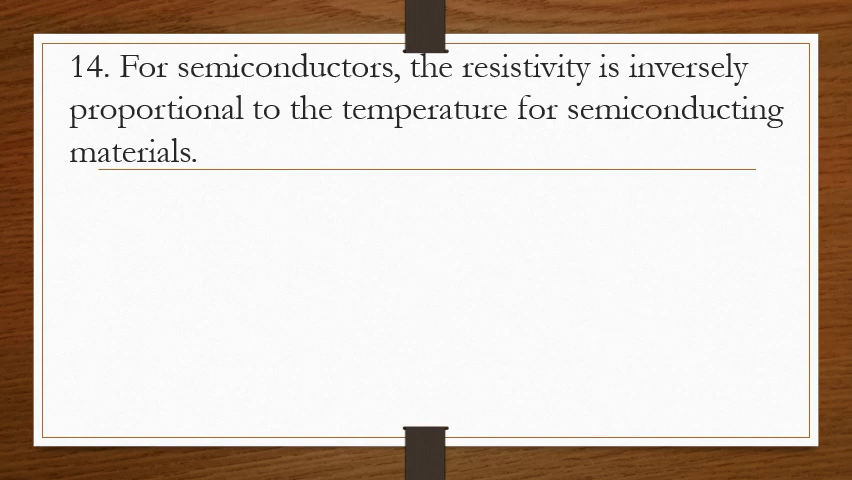 14. For semiconductors, the resistivity is inversely
proportional to the temperature for semiconducting
materials.